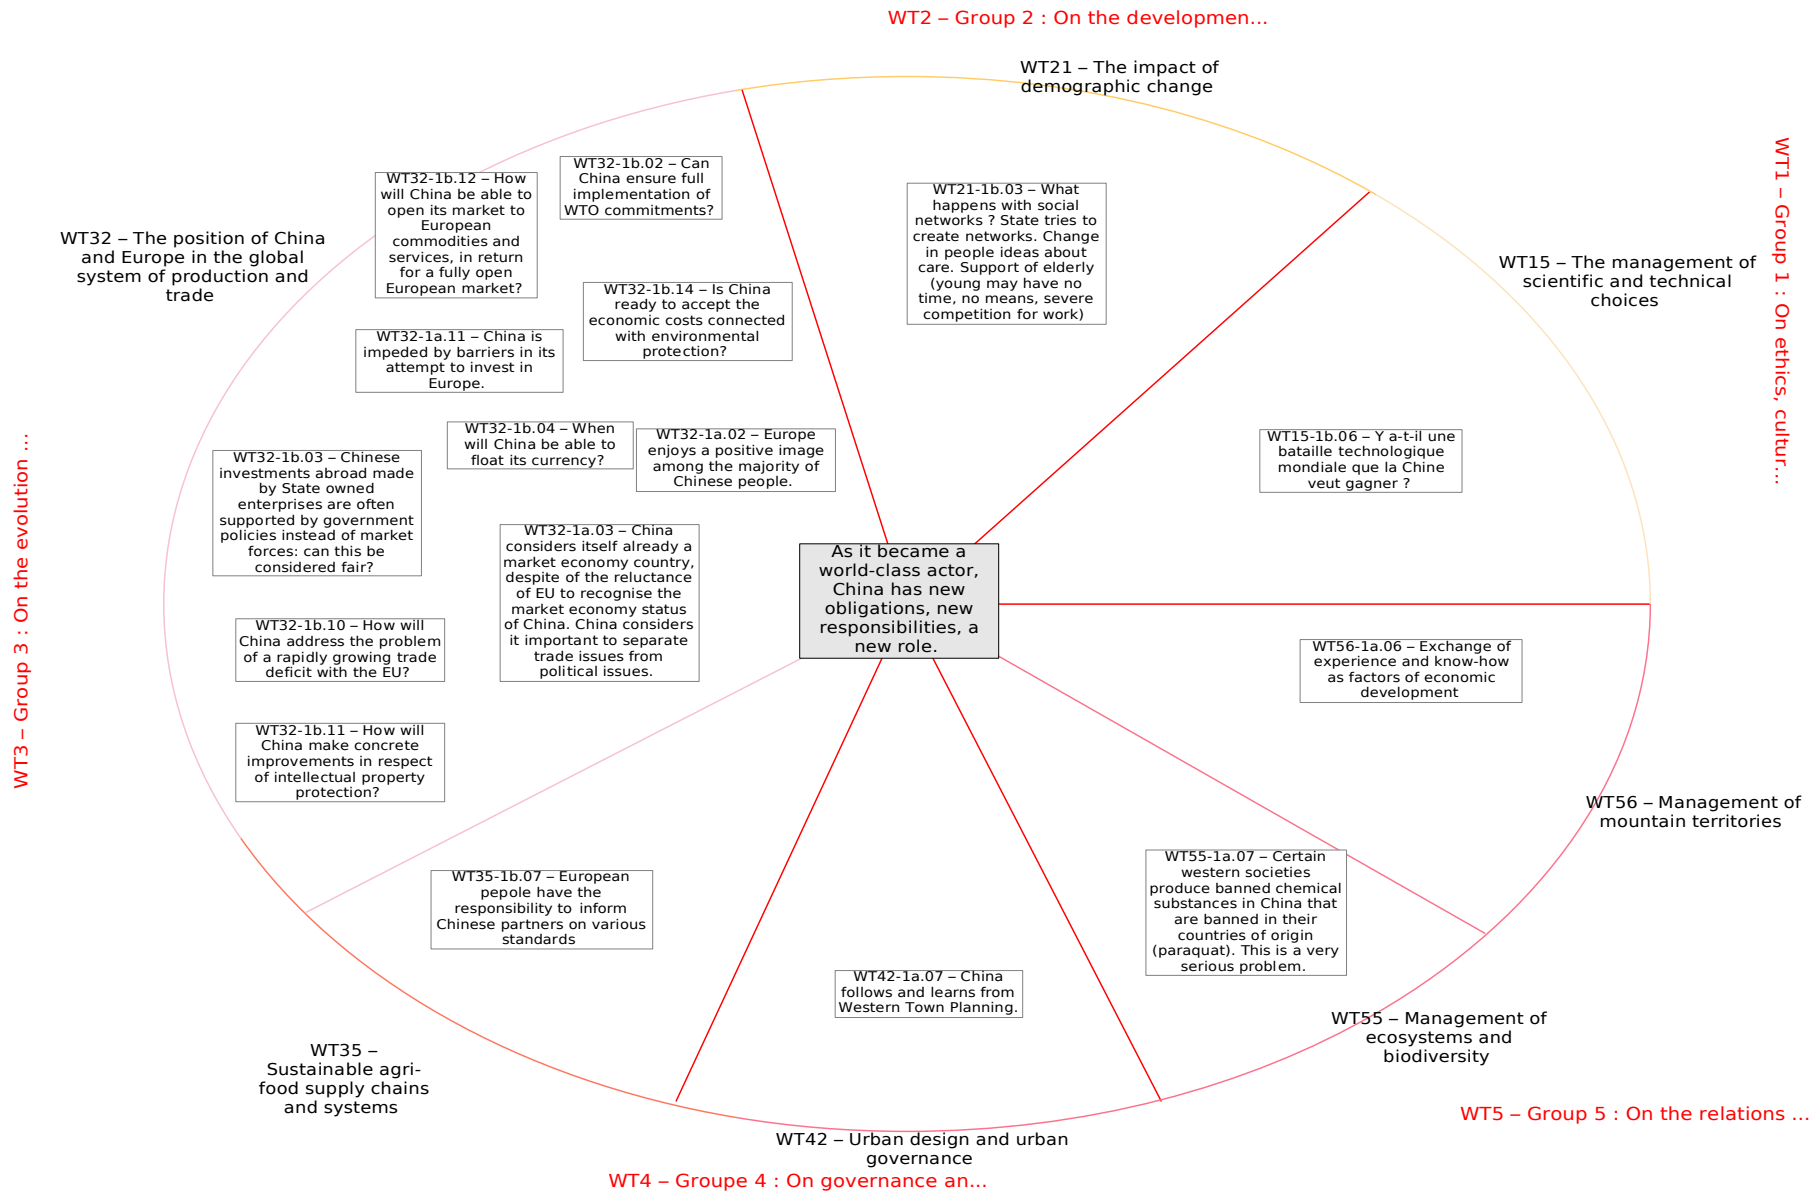 WT2 – Group 2 : On the developmen...
WT21 – The impact of
demographic change
WT1 – Group 1 : On ethics, cultur...
WT32-1b.02 – Can
China ensure full
implementation of
WTO commitments?
WT32-1b.12 – How
will China be able to
open its market to
European
commodities and
services, in return
for a fully open
European market?
WT21-1b.03 – What
happens with social
networks ? State tries to
create networks. Change
in people ideas about
care. Support of elderly
(young may have no
time, no means, severe
competition for work)
WT32 – The position of China
and Europe in the global
system of production and
trade
WT15 – The management of
scientific and technical
choices
WT32-1b.14 – Is China
ready to accept the
economic costs connected
with environmental
protection?
WT32-1a.11 – China is
impeded by barriers in its
attempt to invest in
Europe.
WT32-1b.04 – When
will China be able to
float its currency?
WT32-1a.02 – Europe
enjoys a positive image
among the majority of
Chinese people.
WT15-1b.06 – Y a-t-il une
bataille technologique
mondiale que la Chine
veut gagner ?
WT3 – Group 3 : On the evolution ...
WT32-1b.03 – Chinese
investments abroad made
by State owned
enterprises are often
supported by government
policies instead of market
forces: can this be
considered fair?
WT32-1a.03 – China
considers itself already a
market economy country,
despite of the reluctance
of EU to recognise the
market economy status
of China. China considers
it important to separate
trade issues from
political issues.
As it became a
world-class actor,
China has new
obligations, new
responsibilities, a
new role.
WT32-1b.10 – How will
China address the problem
of a rapidly growing trade
deficit with the EU?
WT56-1a.06 – Exchange of
experience and know-how
as factors of economic
development
WT32-1b.11 – How will
China make concrete
improvements in respect
of intellectual property
protection?
WT56 – Management of
mountain territories
WT35-1b.07 – European
pepole have the
responsibility to inform
Chinese partners on various
standards
WT55-1a.07 – Certain
western societies
produce banned chemical
substances in China that
are banned in their
countries of origin
(paraquat). This is a very
serious problem.
WT42-1a.07 – China
follows and learns from
Western Town Planning.
WT55 – Management of
ecosystems and
biodiversity
WT35 –
Sustainable agri-
food supply chains
and systems
WT5 – Group 5 : On the relations ...
WT42 – Urban design and urban
governance
WT4 – Groupe 4 : On governance an...